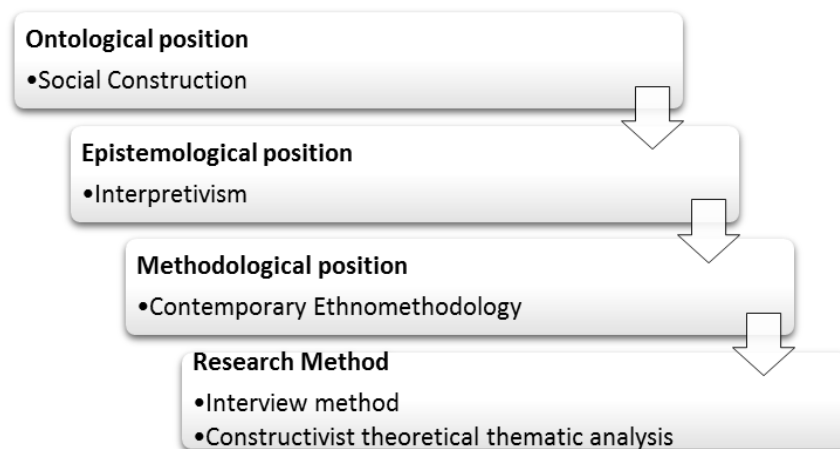 Ontological position
•Social Construction
Epistemological position
•Interpretivism
Methodological position
•Contemporary Ethnomethodology
Research Method
•Interview method
•Constructivist theoretical thematic analysis